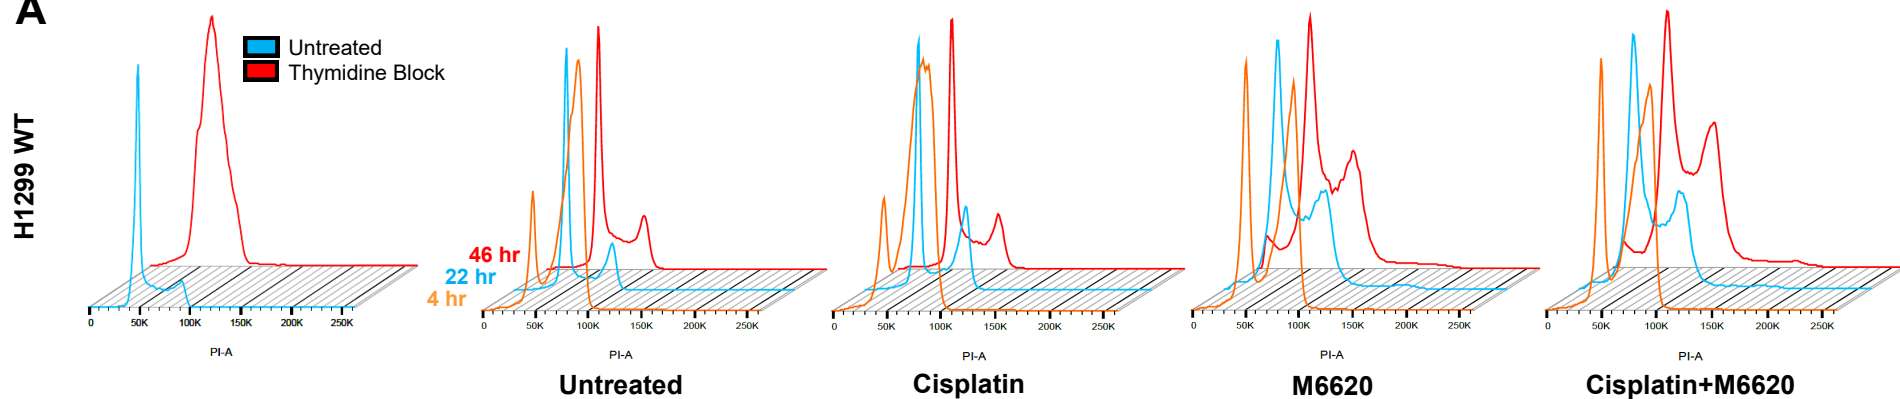 A
H1299 WT
Untreated
Thymidine Block
46 hr
22 hr
4 hr
0 50K 100K 150K 200K 250K
PI-A
0 50K 100K 150K 200K 250K
PI-A
Untreated
0 50K 100K 150K 200K 250K
PI-A
Cisplatin
0 50K 100K 150K 200K 250K
PI-A
M6620
0 50K 100K 150K 200K 250K
PI-A
Cisplatin+M6620